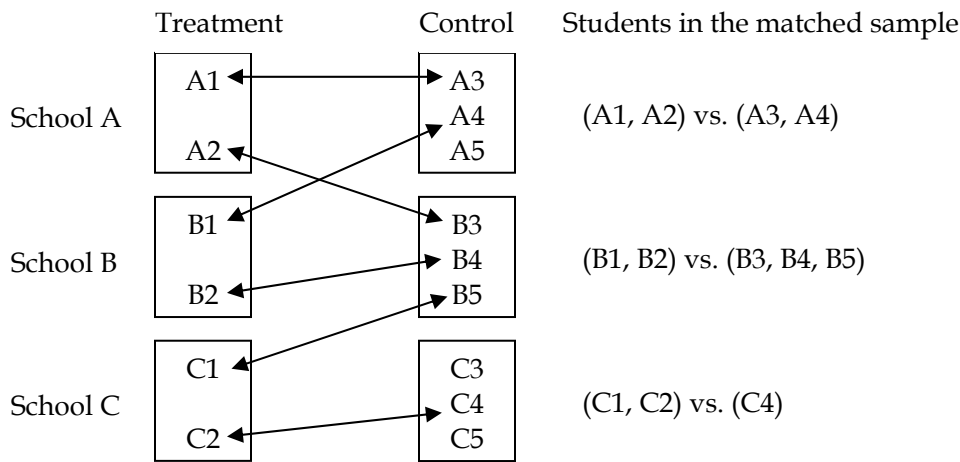 Treatment Control Students in the matched sample
School A
A1
A2
A3
A4
A5
(A1, A2) vs. (A3, A4)
School B
B1
B2
B3
B4
B5
(B1, B2) vs. (B3, B4, B5)
School C
C1
C2
C3
C4
C5
(C1, C2) vs. (C4)